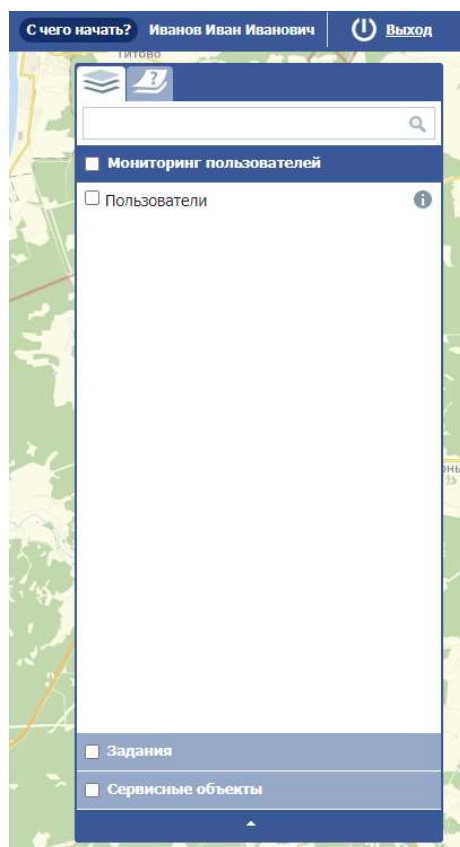 С чего начать? Иванов Иван Иванович Выход
Титово
?
Мониторинг пользователей
Пользователи
i
Задания
Сервисные объекты